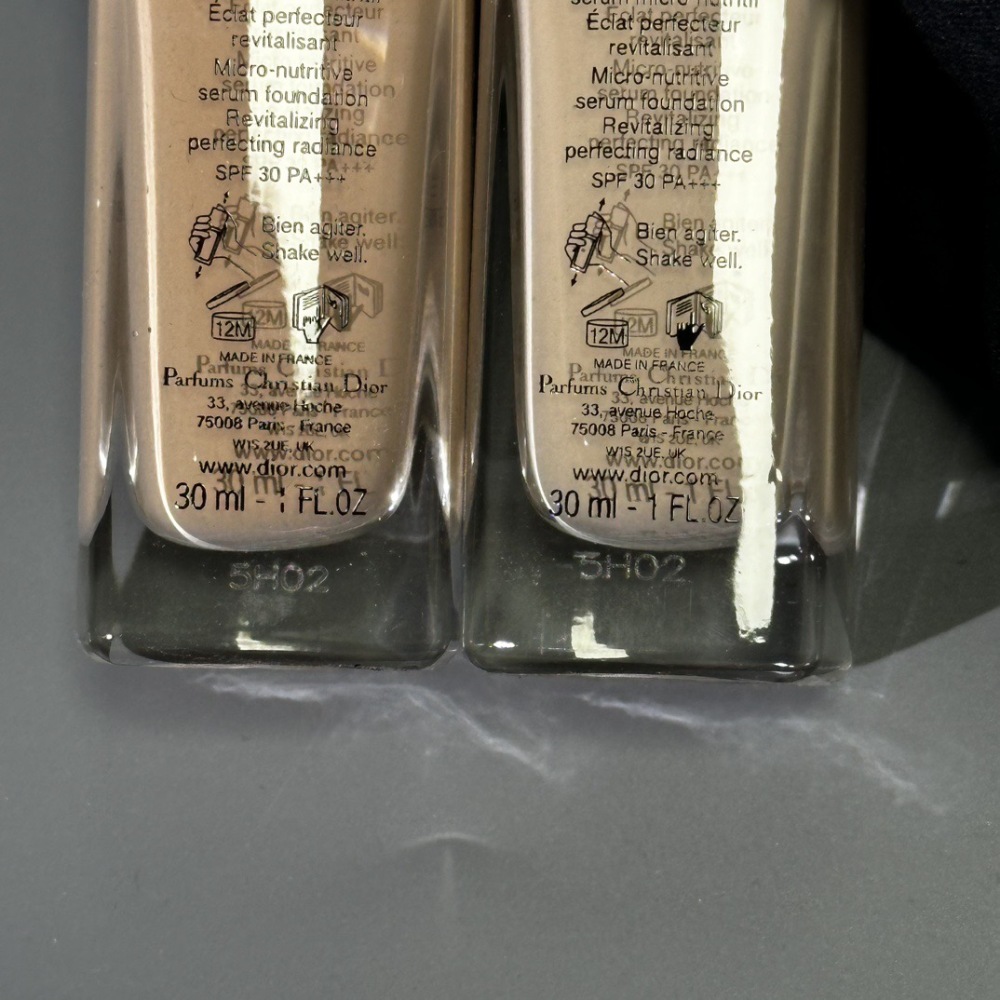 Éclat perfecteur
revitalisant
Micro-nutritive
serum foundation
Revitalizing
perfecting radiance
SPF 30 PA+++
Bien agiter.
Shake well.
12M
MADE IN FRANCE
Parfums Christian Dior
33, avenue Hoche
75008 Paris - France
W1S 2UE, UK
www.dior.com
30 ml - 1 FL.OZ
5H02
Éclat perfecteur
revitalisant
Micro-nutritive
serum foundation
Revitalizing
perfecting radiance
SPF 30 PA+++
Bien agiter.
Shake well.
12M
MADE IN FRANCE
Parfums Christian Dior
33, avenue Hoche
75008 Paris - France
W1S 2UE, UK
www.dior.com
30 ml - 1 FL.OZ
5H02